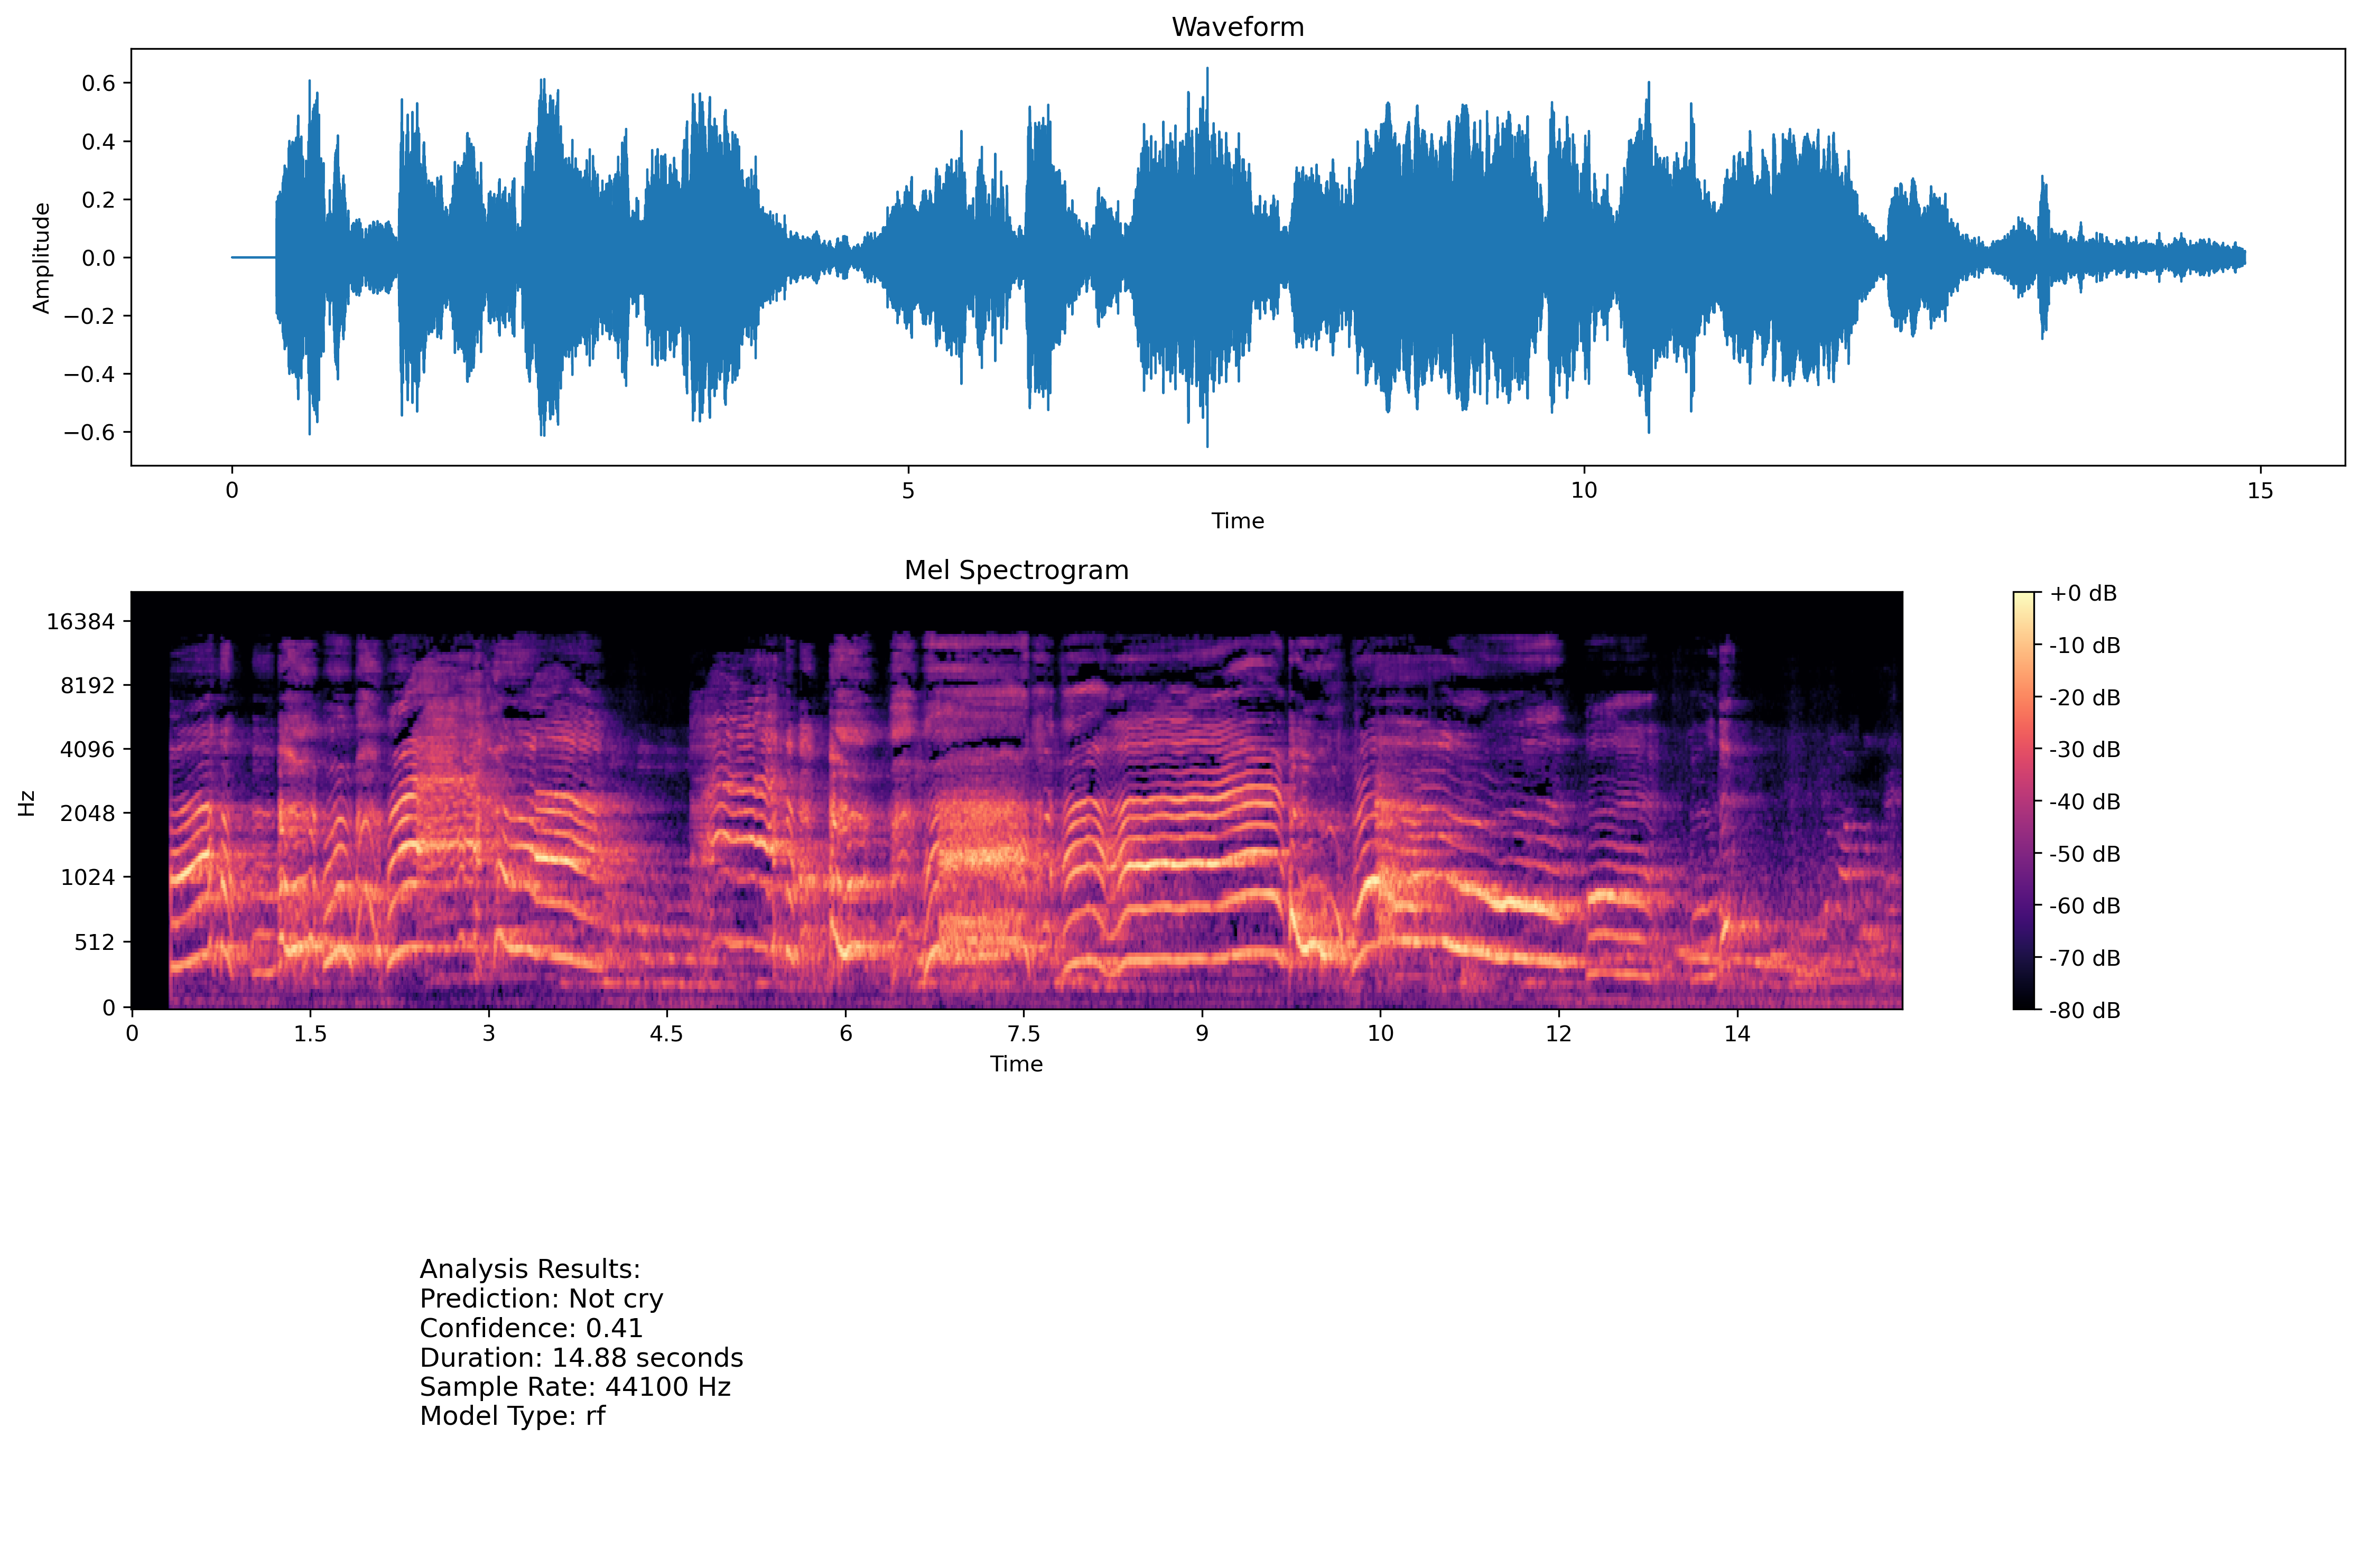 Waveform
0.6
0.4
0.2
0.0
−0.2
−0.4
−0.6
Amplitude
0 5 10 15
Time
Mel Spectrogram
16384
8192
4096
2048
1024
512
0
Hz
0 1.5 3 4.5 6 7.5 9 10 12 14
Time
+0 dB
-10 dB
-20 dB
-30 dB
-40 dB
-50 dB
-60 dB
-70 dB
-80 dB
Analysis Results:
Prediction: Not cry
Confidence: 0.41
Duration: 14.88 seconds
Sample Rate: 44100 Hz
Model Type: rf